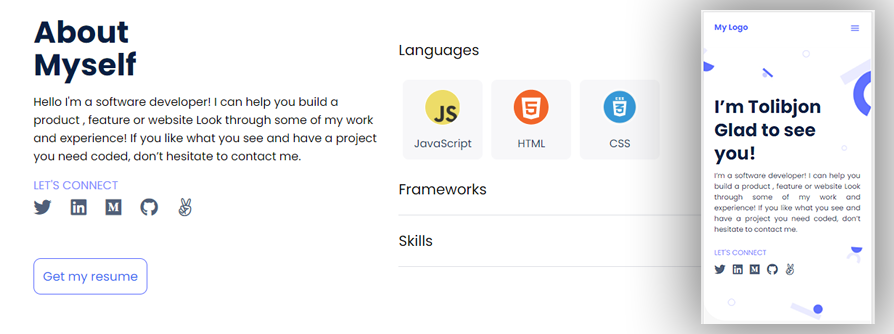 About
Myself
Hello I'm a software developer! I can help you build a
product , feature or website Look through some of my work
and experience! If you like what you see and have a project
you need coded, don't hesitate to contact me.
LET'S CONNECT
Get my resume
Languages
JS
JavaScript
HTML
CSS
Frameworks
Skills
My Logo
I'm Tolibjon
Glad to see
you!
I'm a software developer! I can help you
build a product , feature or website Look
through some of my work and
experience! If you like what you see and
have a project you need coded, don't
hesitate to contact me.
LET'S CONNECT